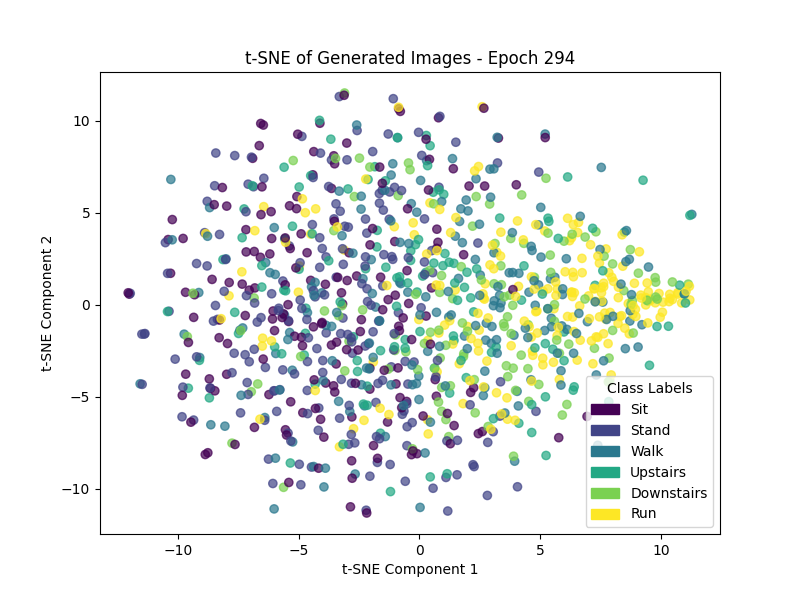 t-SNE of Generated Images - Epoch 294
10
5
0
−5
−10
t-SNE Component 2
−10
−5
0
5
10
t-SNE Component 1
Class Labels
Sit
Stand
Walk
Upstairs
Downstairs
Run